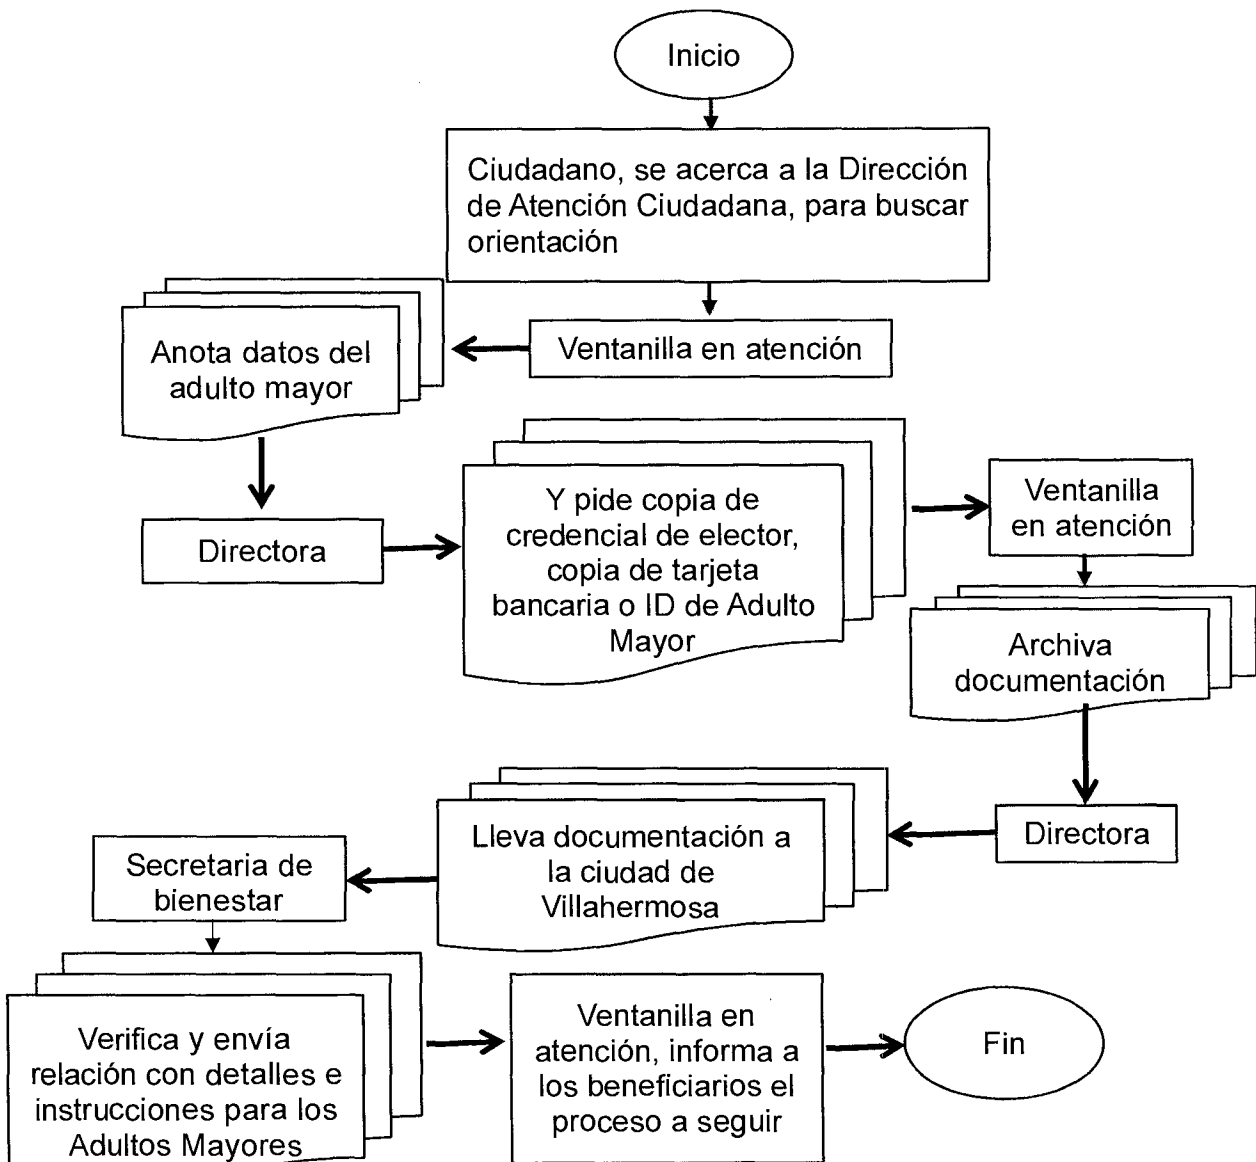 Inicio
Ciudadano, se acerca a la Dirección
de Atención Ciudadana, para buscar
orientación
Ventanilla en atención
Anota datos del
adulto mayor
Directora
Y pide copia de
credencial de elector,
copia de tarjeta
bancaria o ID de Adulto
Mayor
Ventanilla
en atención
Archiva
documentación
Directora
Lleva documentación a
la ciudad de
Villahermosa
Secretaria de
bienestar
Verifica y envía
relación con detalles e
instrucciones para los
Adultos Mayores
Ventanilla en
atención, informa a
los beneficiarios el
proceso a seguir
Fin